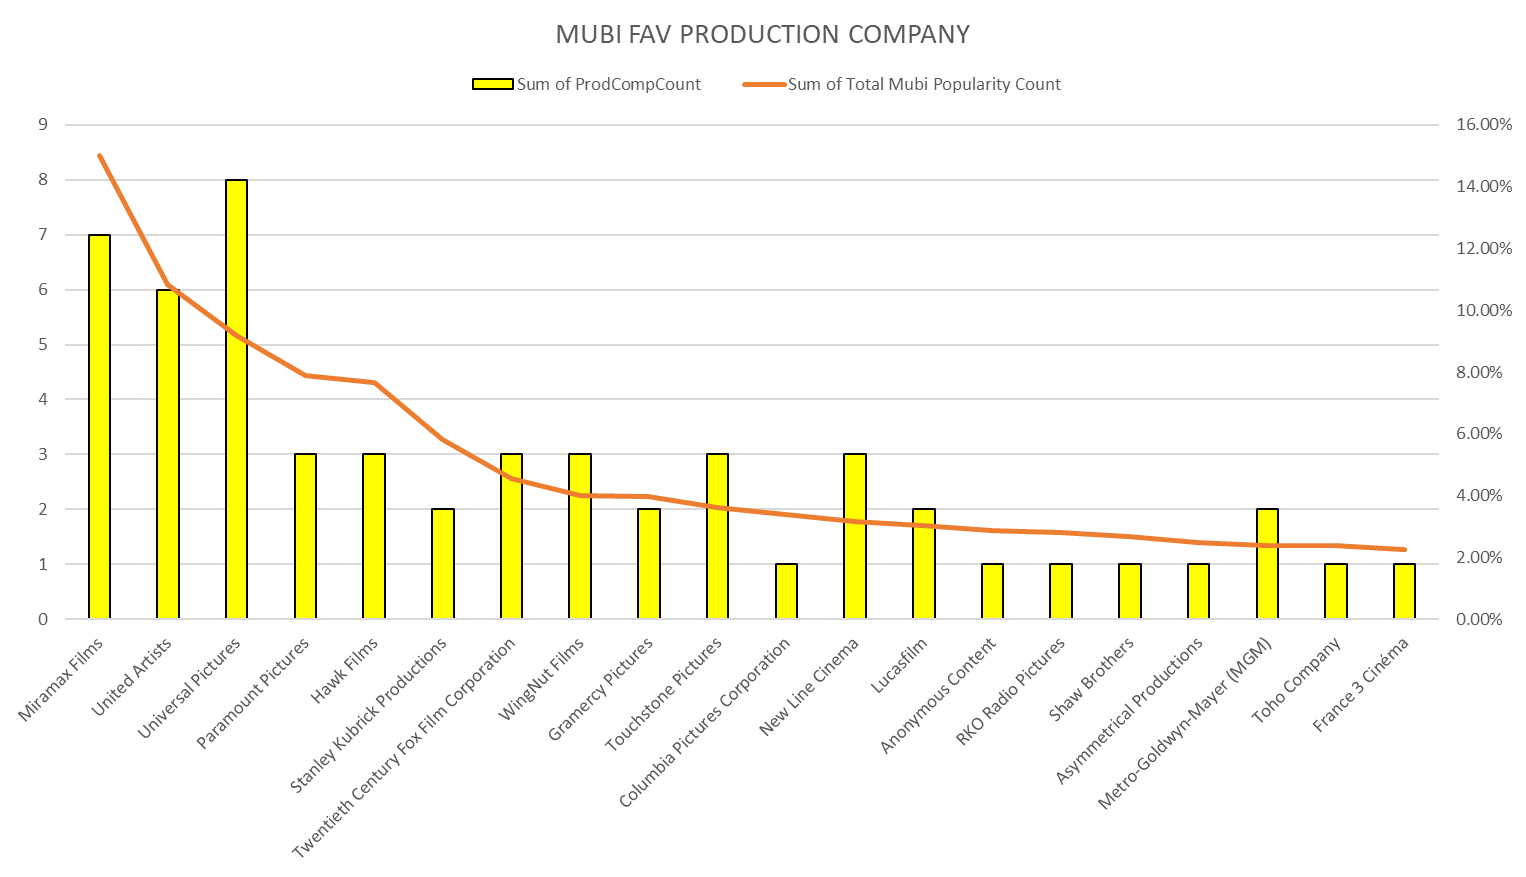 MUBI FAV PRODUCTION COMPANY
Sum of ProdCompCount
Sum of Total Mubi Popularity Count
9
8
7
6
5
4
3
2
1
0
16.00%
14.00%
12.00%
10.00%
8.00%
6.00%
4.00%
2.00%
0.00%
Miramax Films
United Artists
Universal Pictures
Paramount Pictures
Hawk Films
Stanley Kubrick Productions
Twentieth Century Fox Film Corporation
WingNut Films
Gramercy Pictures
Touchstone Pictures
Columbia Pictures Corporation
New Line Cinema
Lucasfilm
Anonymous Content
RKO Radio Pictures
Shaw Brothers
Asymmetrical Productions
Metro-Goldwyn-Mayer (MGM)
Toho Company
France 3 Cinéma